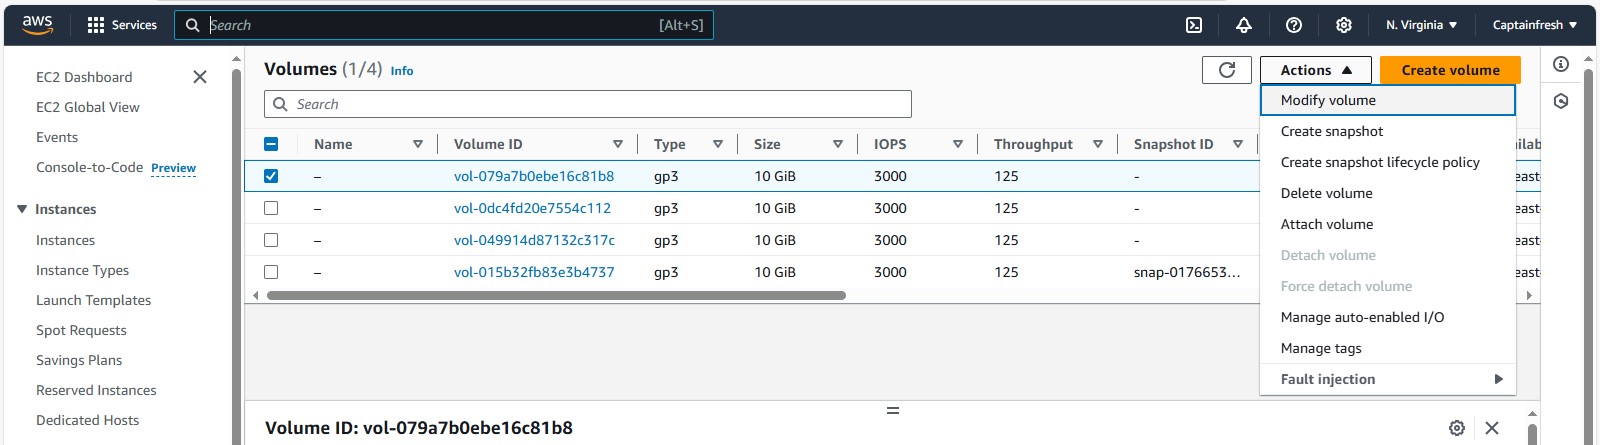 aws Services Search [Alt+S] N. Virginia Captainfresh
EC2 Dashboard
EC2 Global View
Events
Console-to-Code Preview
Instances
Instances
Instance Types
Launch Templates
Spot Requests
Savings Plans
Reserved Instances
Dedicated Hosts
Volumes (1/4) Info Actions Create volume
Search
Name Volume ID Type Size IOPS Throughput Snapshot ID
– vol-079a7b0ebe16c81b8 gp3 10 GiB 3000 125 -
– vol-0dc4fd20e7554c112 gp3 10 GiB 3000 125 -
– vol-049914d87132c317c gp3 10 GiB 3000 125 -
– vol-015b32fb83e3b4737 gp3 10 GiB 3000 125 snap-0176653...
Modify volume
Create snapshot
Create snapshot lifecycle policy
Delete volume
Attach volume
Detach volume
Force detach volume
Manage auto-enabled I/O
Manage tags
Fault injection
Volume ID: vol-079a7b0ebe16c81b8